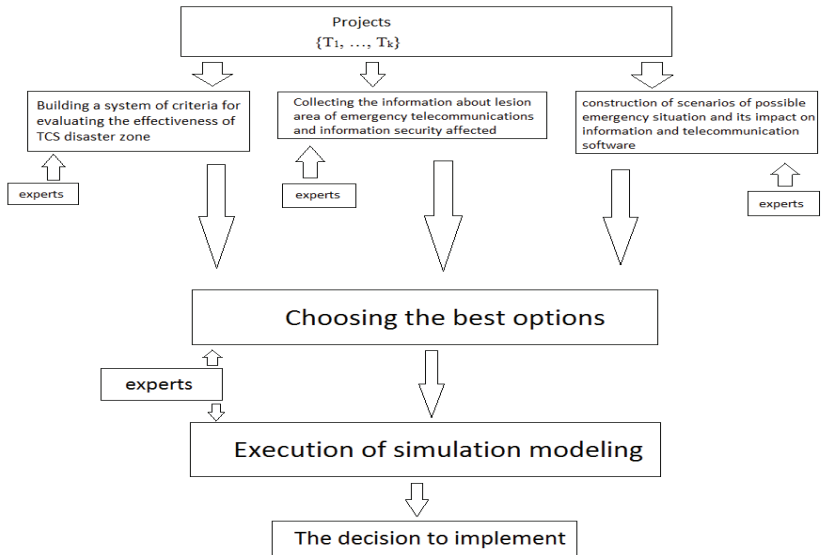 Projects
{T1, ..., Tk}
Building a system of criteria for
evaluating the effectiveness of
TCS disaster zone
Collecting the information about lesion
area of emergency telecommunications
and information security affected
construction of scenarios of possible
emergency situation and its impact on
information and telecommunication
software
experts
experts
experts
Choosing the best options
experts
Execution of simulation modeling
The decision to implement